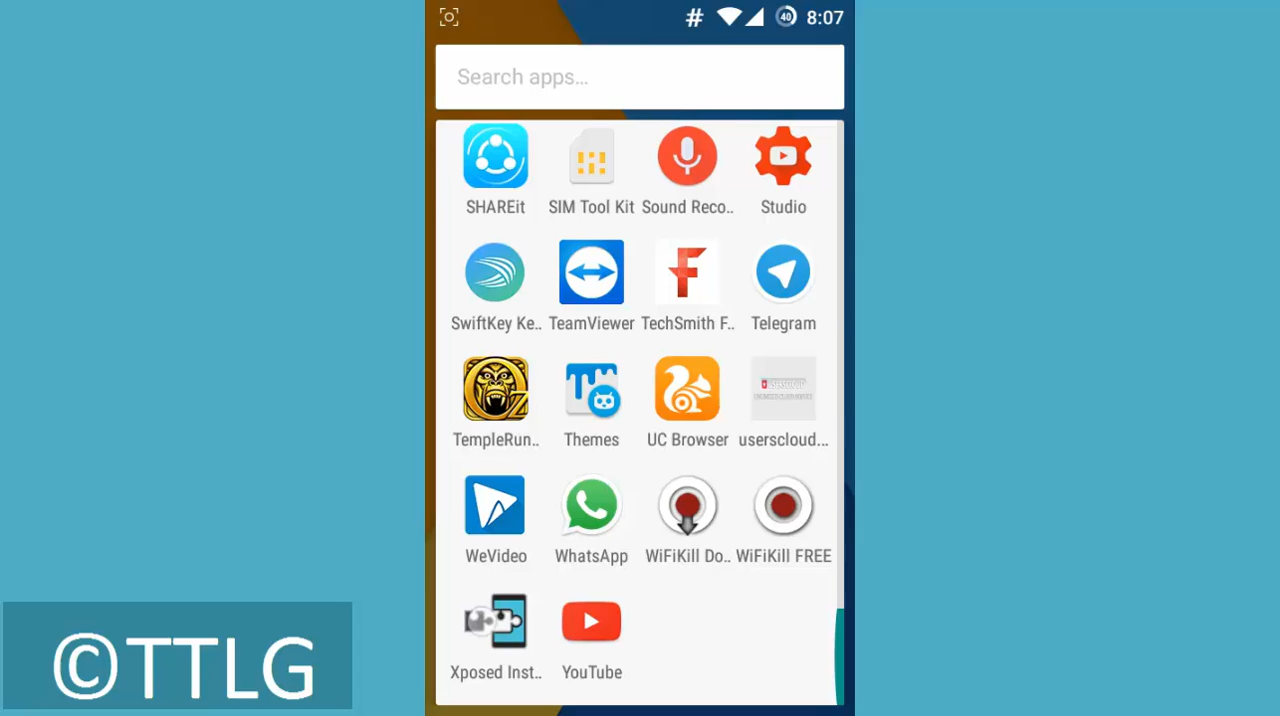 # 40 8:07
Search apps...
SHAREit SIM Tool Kit Sound Reco.. Studio
SwiftKey Ke.. TeamViewer TechSmith F.. Telegram
TempleRun.. Themes UC Browser userscloud...
WeVideo WhatsApp WiFiKill Do.. WiFiKill FREE
Xposed Inst.. YouTube
©TTLG